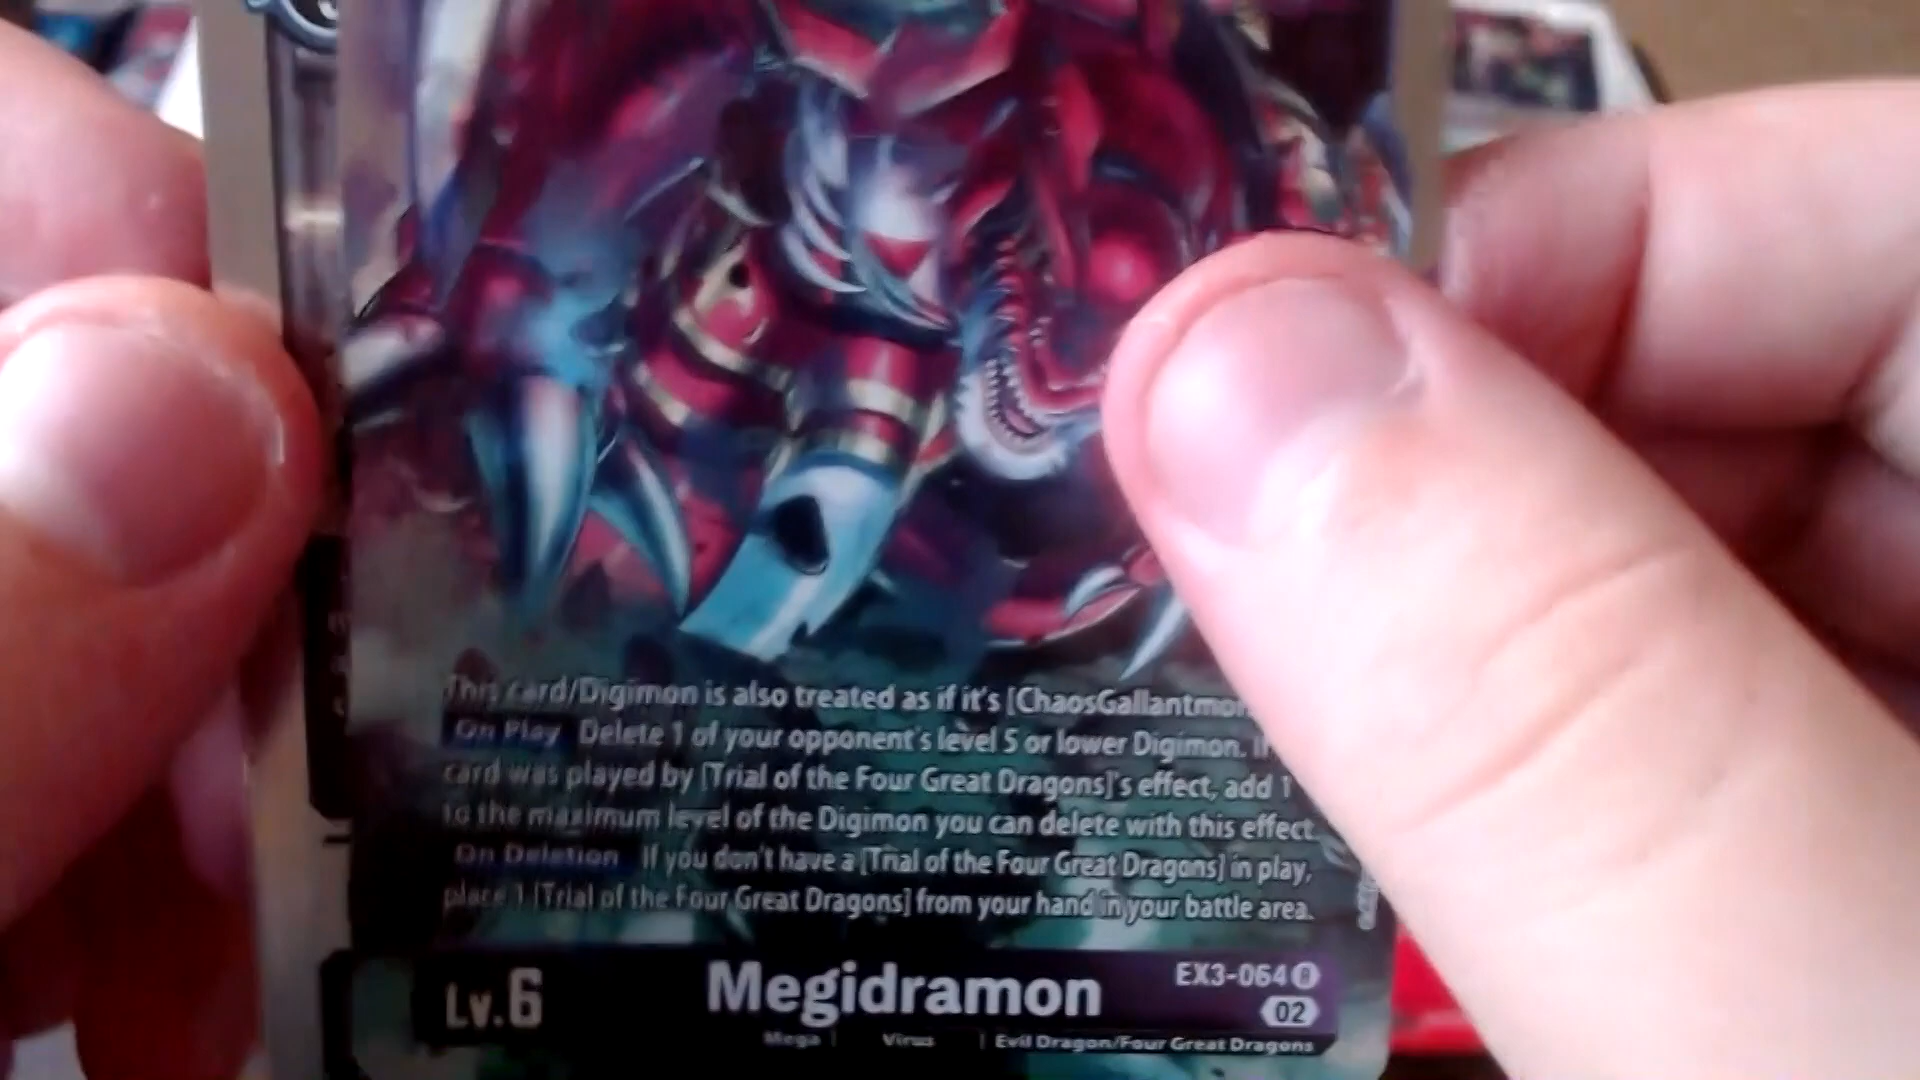 This card/Digimon is also treated as if it's [ChaosGallantmon
On Play Delete 1 of your opponent's level 5 or lower Digimon. If
card was played by [Trial of the Four Great Dragons]'s effect, add 1
to the maximum level of the Digimon you can delete with this effect.
On Deletion If you don't have a [Trial of the Four Great Dragons] in play,
place 1 [Trial of the Four Great Dragons] from your hand in your battle area.
Lv.6 Megidramon EX3-064 R
02
Mega | Virus | Evil Dragon/Four Great Dragons